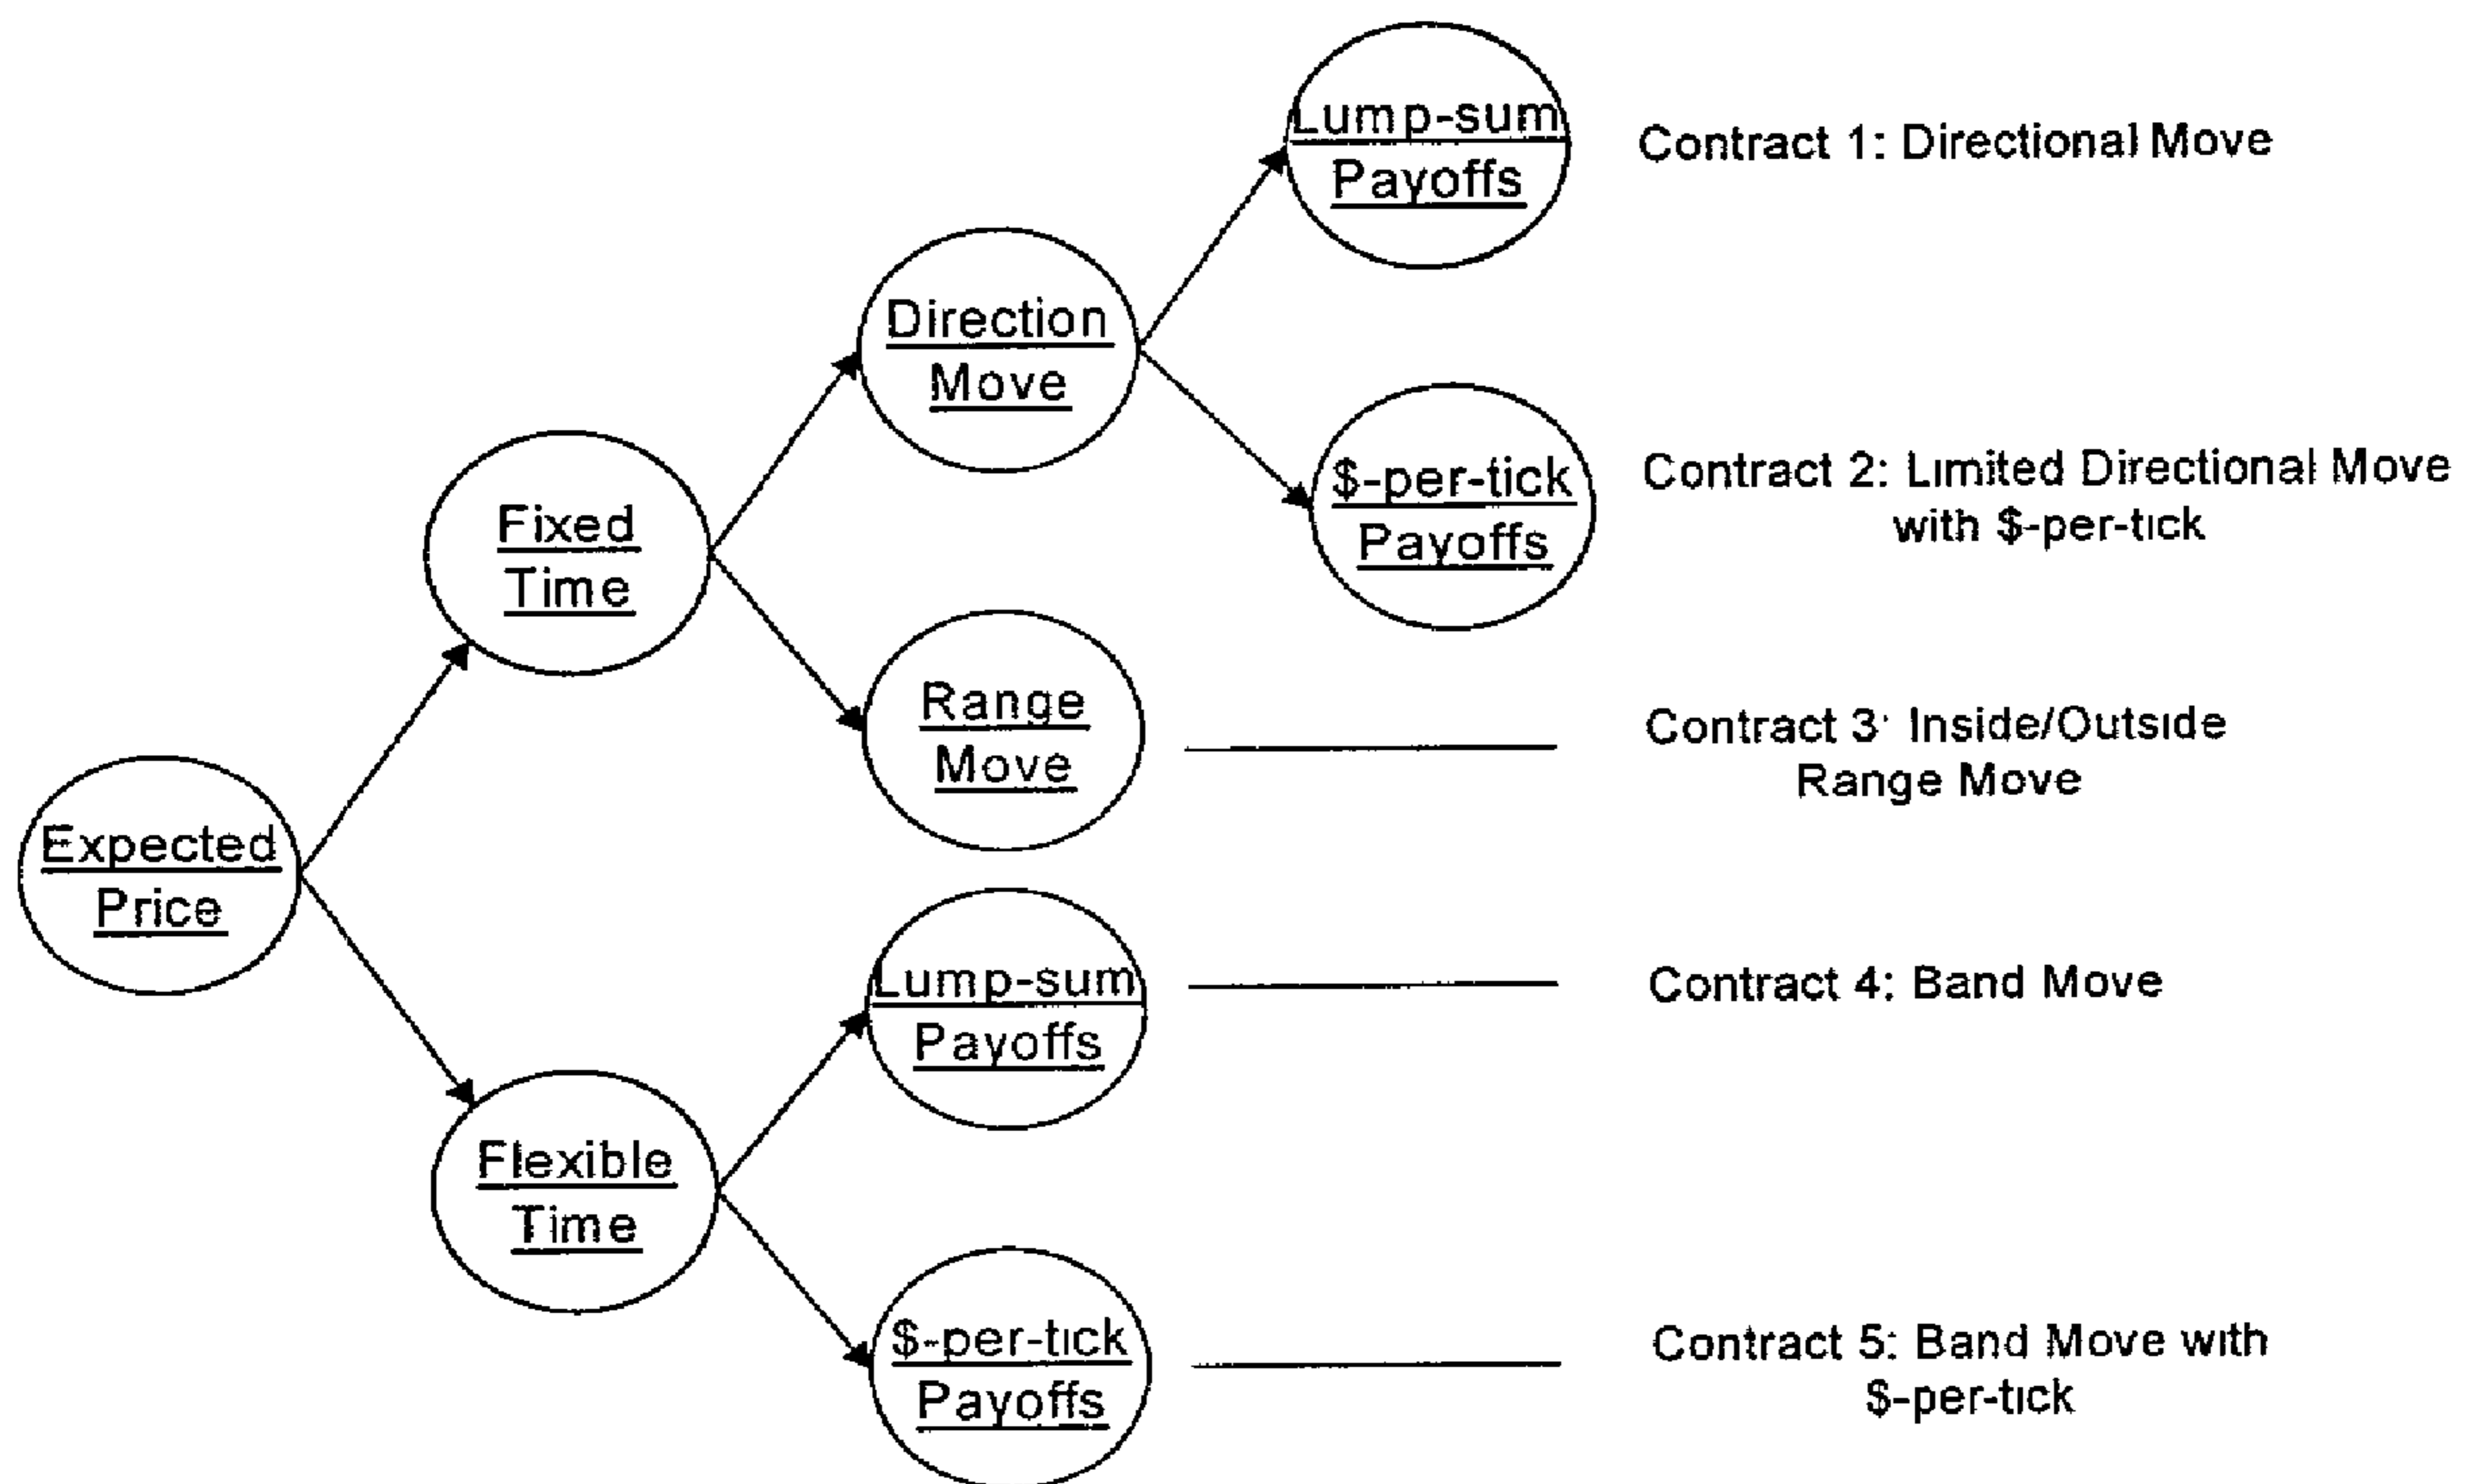 Lump-sum
Payoffs
Contract 1: Directional Move
Direction
Move
$-per-tick
Payoffs
Contract 2: Limited Directional Move
with $-per-tick
Fixed
Time
Range
Move
Contract 3: Inside/Outside
Range Move
Expected
Price
Lump-sum
Payoffs
Contract 4: Band Move
Flexible
Time
$-per-tick
Payoffs
Contract 5: Band Move with
$-per-tick